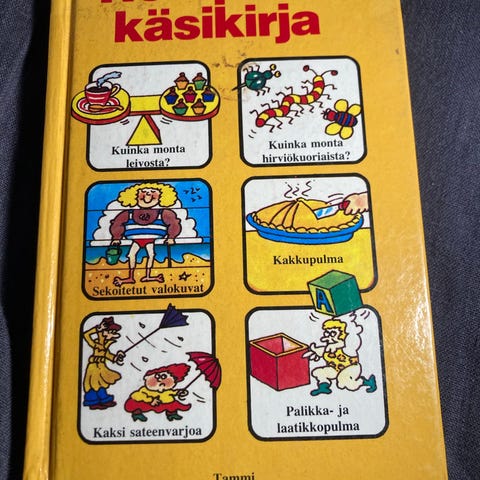 käsikirja
Kuinka monta
leivosta?
Kuinka monta
hirviökuoriaista?
Sekoitetut valokuvat
Kakkupulma
A
Kaksi sateenvarjoa
Palikka- ja
laatikkopulma
Tammi